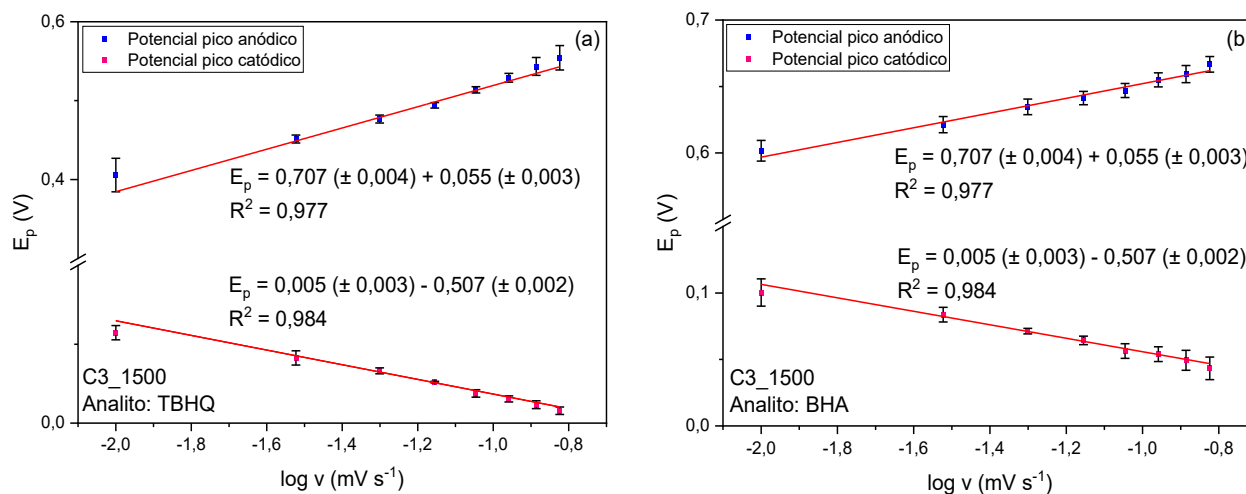 (a)
Potencial pico anódico
Potencial pico catódico
0,6
0,4
0,0
E_p (V)
E_p = 0,707 (± 0,004) + 0,055 (± 0,003)
R² = 0,977
E_p = 0,005 (± 0,003) - 0,507 (± 0,002)
R² = 0,984
C3_1500
Analito: TBHQ
-2,0 -1,8 -1,6 -1,4 -1,2 -1,0 -0,8
log v (mV s⁻¹)
(b
Potencial pico anódico
Potencial pico catódico
0,7
0,6
0,1
0,0
E_p (V)
E_p = 0,707 (± 0,004) + 0,055 (± 0,003)
R² = 0,977
E_p = 0,005 (± 0,003) - 0,507 (± 0,002)
R² = 0,984
C3_1500
Analito: BHA
-2,0 -1,8 -1,6 -1,4 -1,2 -1,0 -0,8
log v (mV s⁻¹)